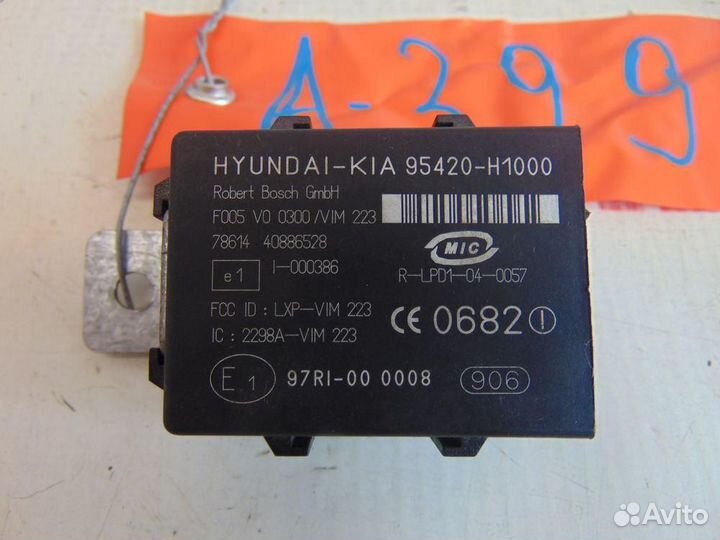 A-299
HYUNDAI-KIA 95420-H1000
Robert Bosch GmbH
F005 V0 0300/VIM 223
78614 40886528
MIC
e1 I-000386
R-LPD1-04-0057
FCC ID : LXP-VIM 223
IC : 2298A-VIM 223
CE 0682
E1 97RI-00 0008 906
Avito